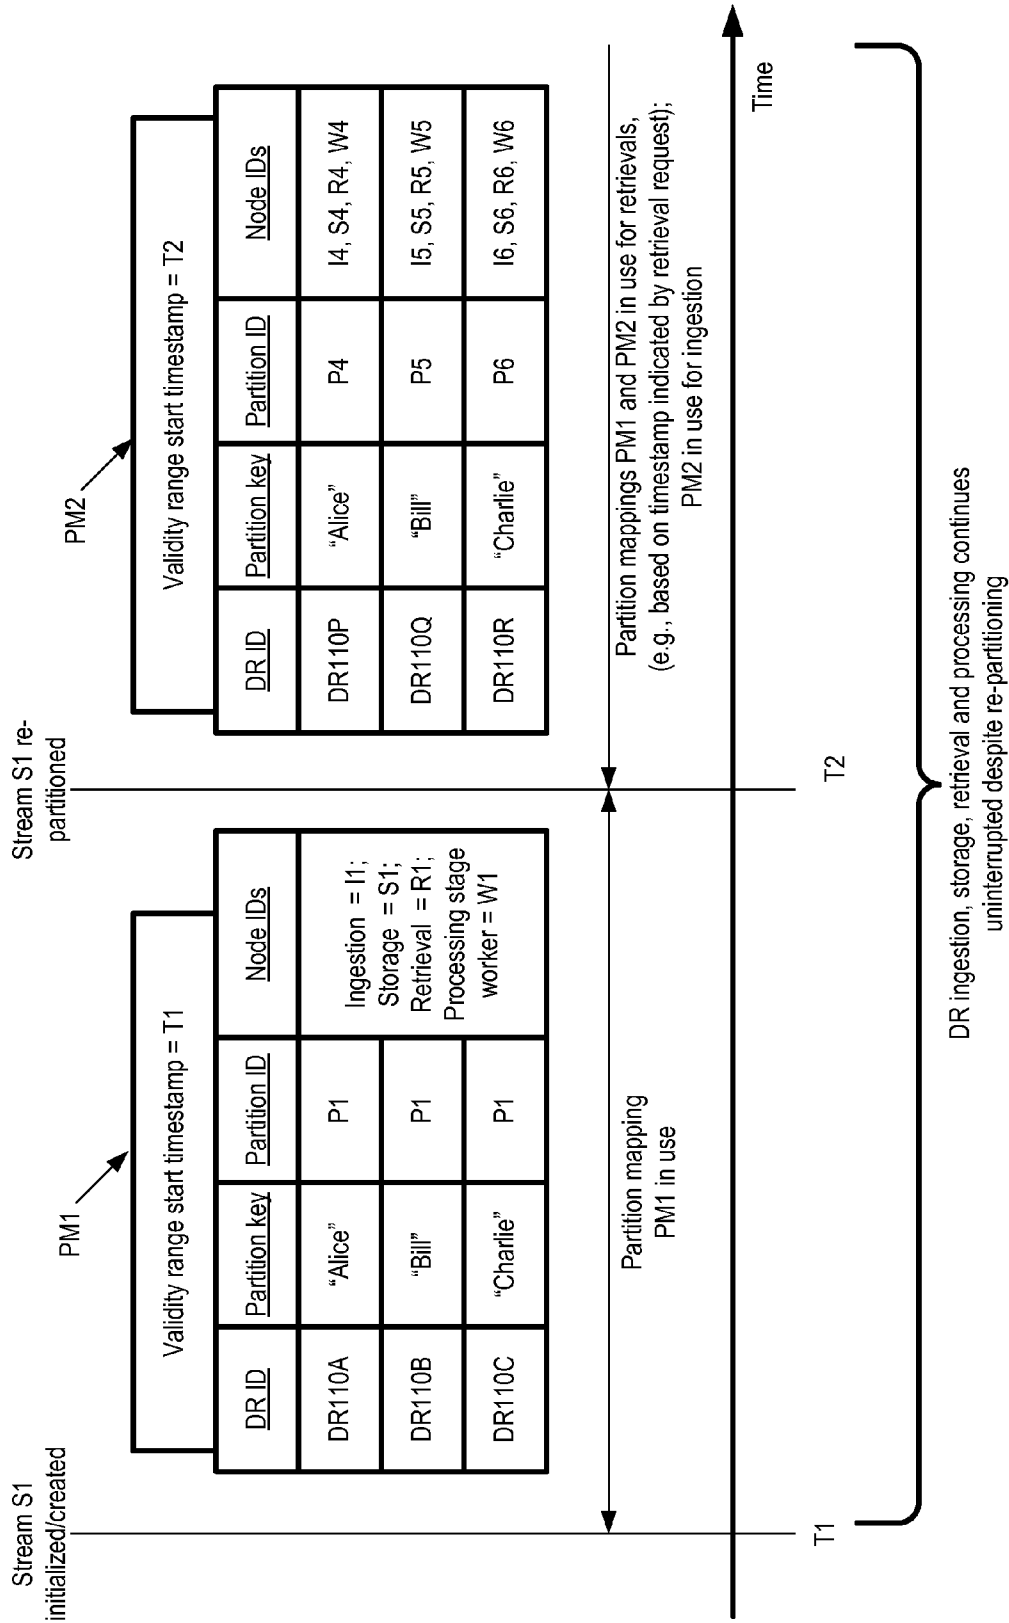 Stream S1
initialized/created
Stream S1 re-
partitioned
PM1
Validity range start timestamp = T1
DR ID
Partition key
Partition ID
Node IDs
DR110A
“Alice”
P1
DR110B
“Bill”
P1
DR110C
“Charlie”
P1
Ingestion = I1;
Storage = S1;
Retrieval = R1;
Processing stage
worker = W1
PM2
Validity range start timestamp = T2
DR ID
Partition key
Partition ID
Node IDs
DR110P
“Alice”
P4
I4, S4, R4, W4
DR110Q
“Bill”
P5
I5, S5, R5, W5
DR110R
“Charlie”
P6
I6, S6, R6, W6
Partition mapping
PM1 in use
Partition mappings PM1 and PM2 in use for retrievals,
(e.g., based on timestamp indicated by retrieval request);
PM2 in use for ingestion
Time
T1
T2
DR ingestion, storage, retrieval and processing continues
uninterrupted despite re-partitioning